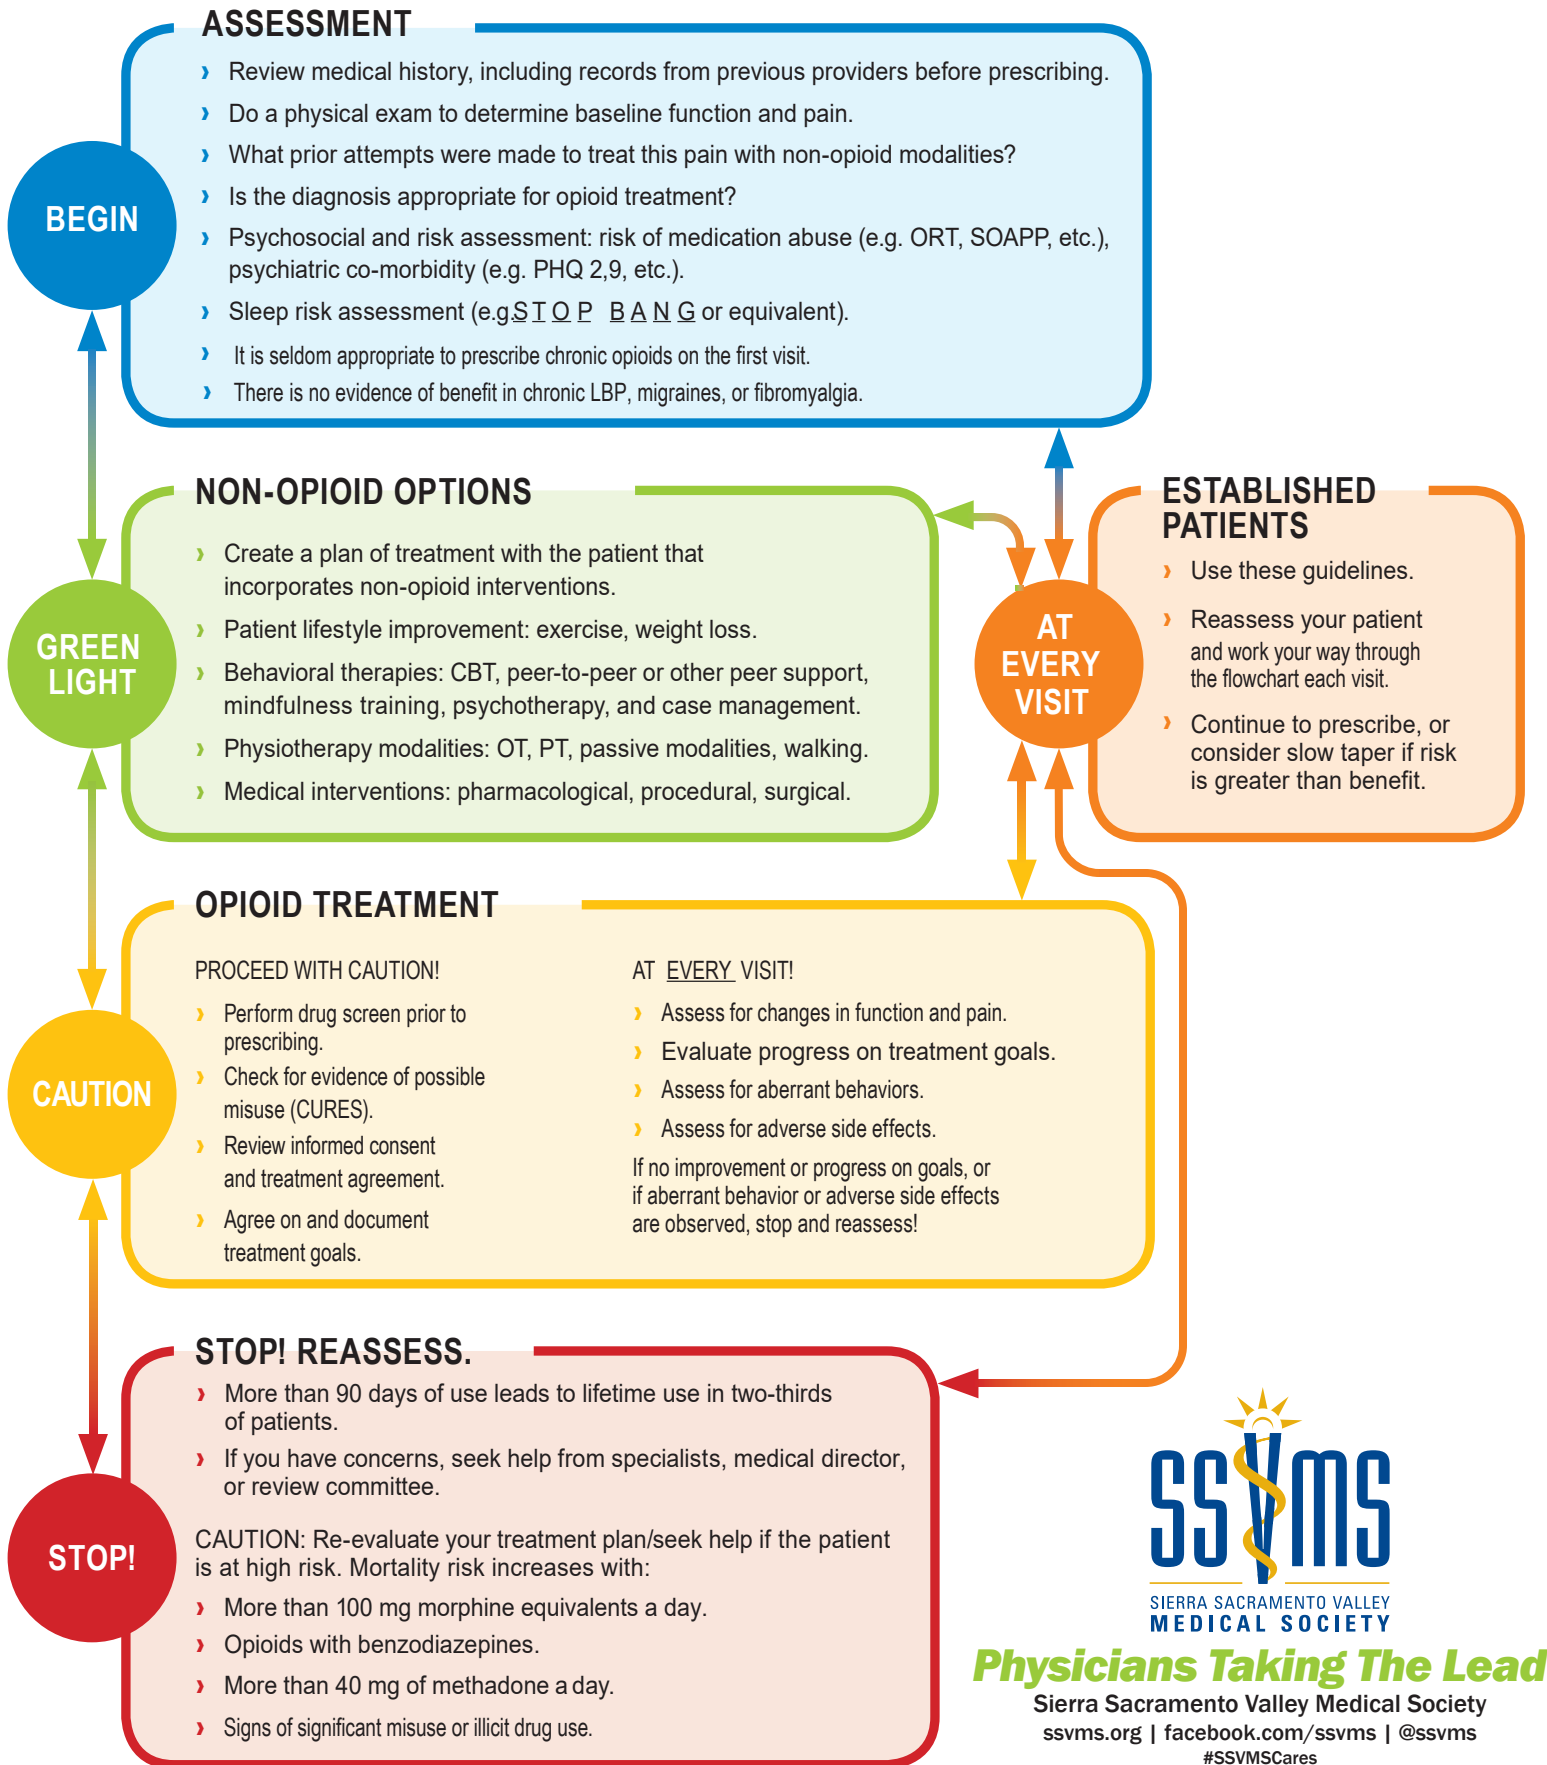 ASSESSMENT
Review medical history, including records from previous providers before prescribing.
Do a physical exam to determine baseline function and pain.
What prior attempts were made to treat this pain with non-opioid modalities?
Is the diagnosis appropriate for opioid treatment?
Psychosocial and risk assessment: risk of medication abuse (e.g. ORT, SOAPP, etc.),
psychiatric co-morbidity (e.g. PHQ 2,9, etc.).
Sleep risk assessment (e.g. S T O P  B A N G or equivalent).
It is seldom appropriate to prescribe chronic opioids on the first visit.
There is no evidence of benefit in chronic LBP, migraines, or fibromyalgia.
BEGIN
NON-OPIOID OPTIONS
Create a plan of treatment with the patient that
incorporates non-opioid interventions.
Patient lifestyle improvement: exercise, weight loss.
Behavioral therapies: CBT, peer-to-peer or other peer support,
mindfulness training, psychotherapy, and case management.
Physiotherapy modalities: OT, PT, passive modalities, walking.
Medical interventions: pharmacological, procedural, surgical.
GREEN
LIGHT
AT
EVERY
VISIT
ESTABLISHED
PATIENTS
Use these guidelines.
Reassess your patient
and work your way through
the flowchart each visit.
Continue to prescribe, or
consider slow taper if risk
is greater than benefit.
OPIOID TREATMENT
PROCEED WITH CAUTION!
Perform drug screen prior to
prescribing.
Check for evidence of possible
misuse (CURES).
Review informed consent
and treatment agreement.
Agree on and document
treatment goals.
AT EVERY VISIT!
Assess for changes in function and pain.
Evaluate progress on treatment goals.
Assess for aberrant behaviors.
Assess for adverse side effects.
If no improvement or progress on goals, or
if aberrant behavior or adverse side effects
are observed, stop and reassess!
CAUTION
STOP! REASSESS.
More than 90 days of use leads to lifetime use in two-thirds
of patients.
If you have concerns, seek help from specialists, medical director,
or review committee.
CAUTION: Re-evaluate your treatment plan/seek help if the patient
is at high risk. Mortality risk increases with:
More than 100 mg morphine equivalents a day.
Opioids with benzodiazepines.
More than 40 mg of methadone a day.
Signs of significant misuse or illicit drug use.
STOP!
SSVMS
SIERRA SACRAMENTO VALLEY
MEDICAL SOCIETY
Physicians Taking The Lead
Sierra Sacramento Valley Medical Society
ssvms.org | facebook.com/ssvms | @ssvms
#SSVMSCares